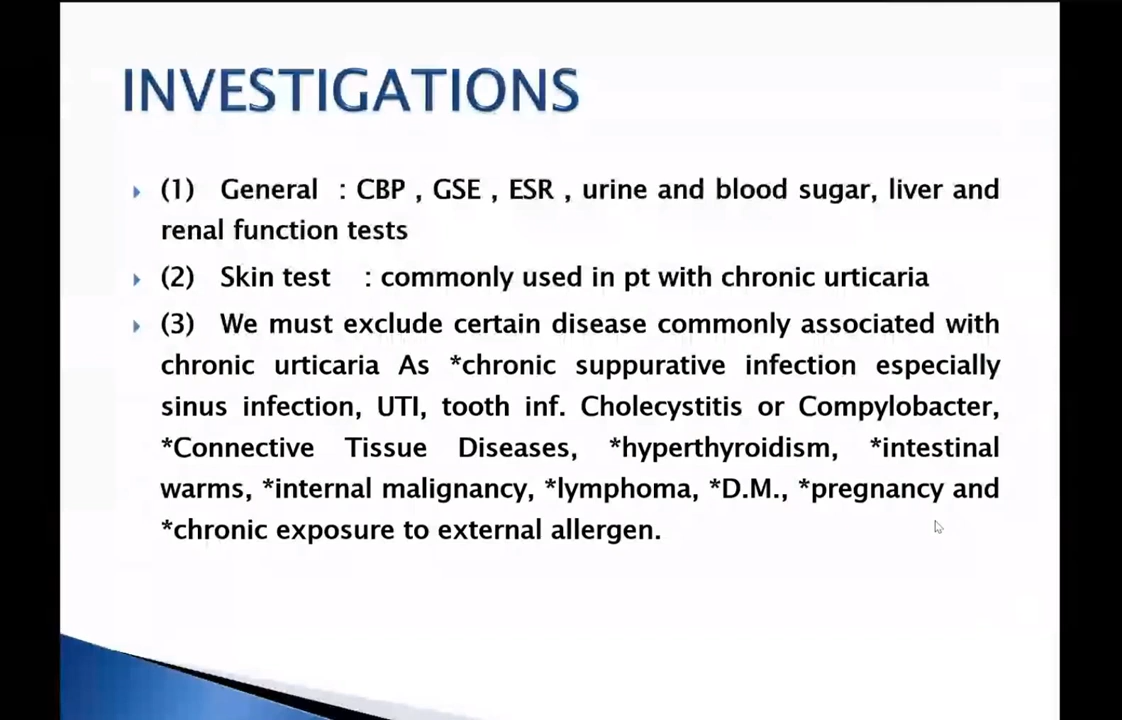 INVESTIGATIONS
(1) General : CBP , GSE , ESR , urine and blood sugar, liver and
renal function tests
(2) Skin test : commonly used in pt with chronic urticaria
(3) We must exclude certain disease commonly associated with
chronic urticaria As *chronic suppurative infection especially
sinus infection, UTI, tooth inf. Cholecystitis or Compylobacter,
*Connective Tissue Diseases, *hyperthyroidism, *intestinal
warms, *internal malignancy, *lymphoma, *D.M., *pregnancy and
*chronic exposure to external allergen.